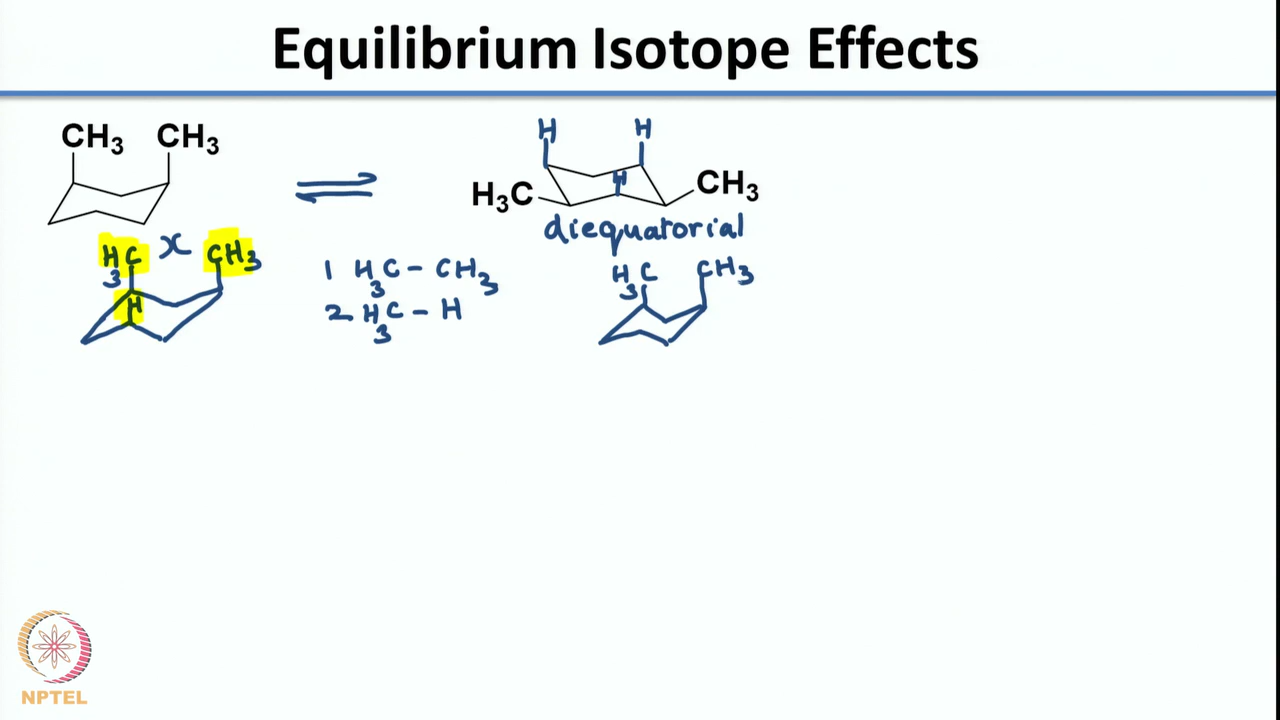 Equilibrium Isotope Effects
CH₃ CH₃
H H
H
H₃C CH₃
diequatorial
H₃C x CH₃
H
1 H₃C - CH₃
2 H₃C - H
H₃C CH₃
NPTEL